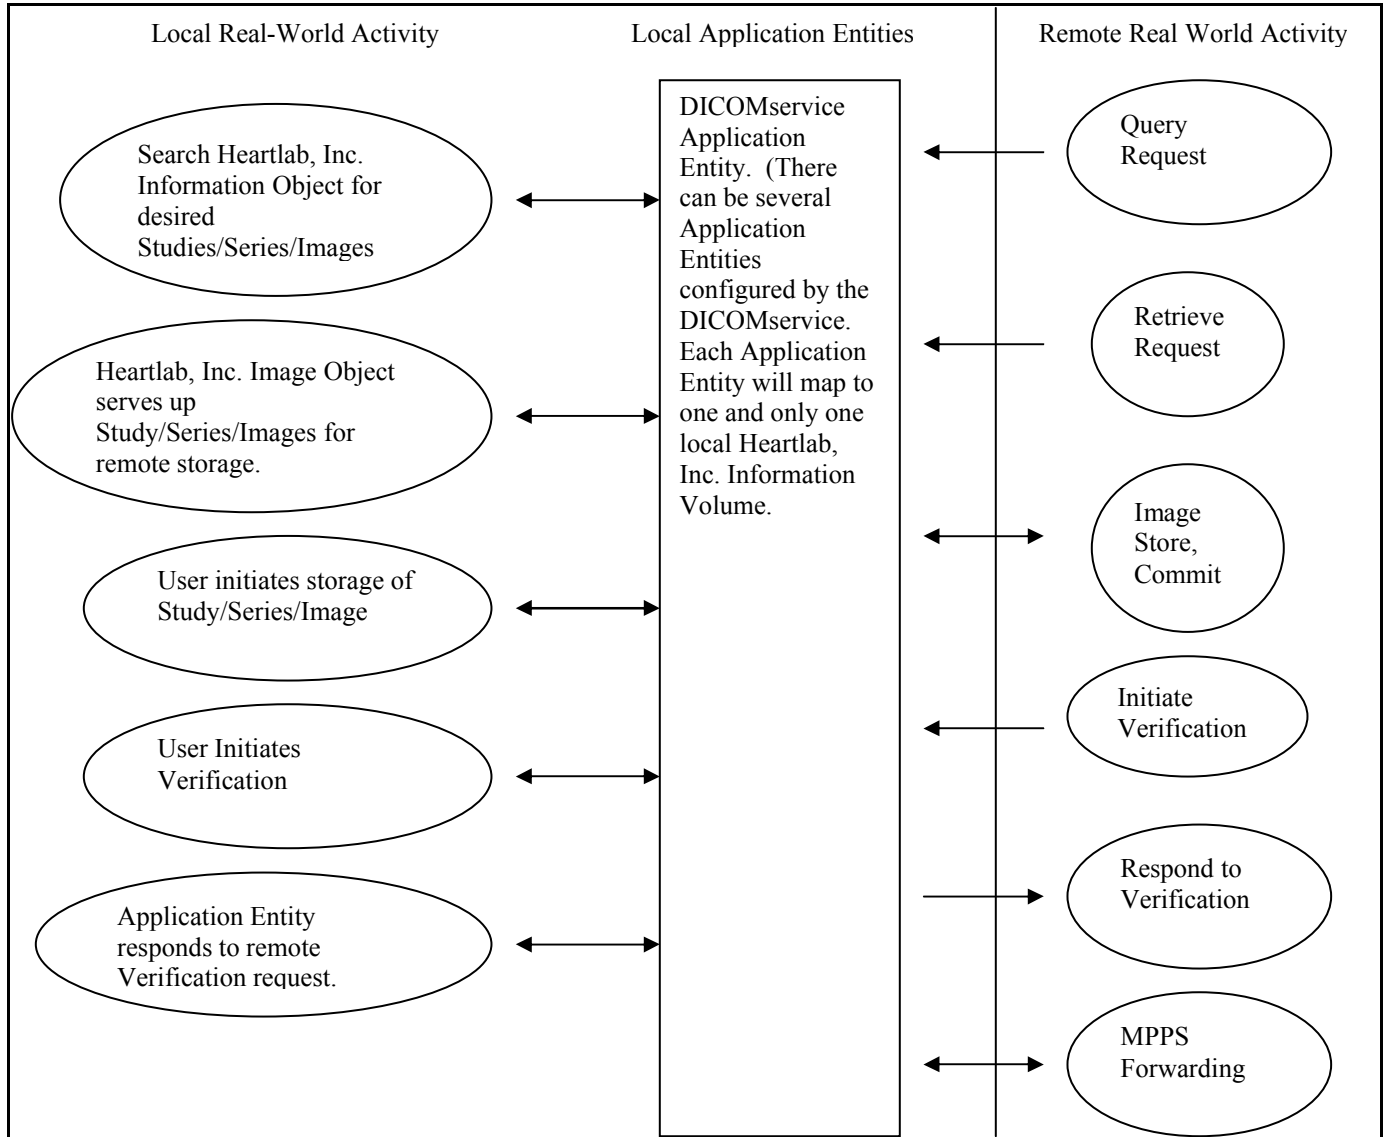 Local Real-World Activity
Local Application Entities
Remote Real World Activity
Search Heartlab, Inc.
Information Object for
desired
Studies/Series/Images
Heartlab, Inc. Image Object
serves up
Study/Series/Images for
remote storage.
User initiates storage of
Study/Series/Image
User Initiates
Verification
Application Entity
responds to remote
Verification request.
DICOMservice
Application
Entity.  (There
can be several
Application
Entities
configured by the
DICOMservice.
Each Application
Entity will map to
one and only one
local Heartlab,
Inc. Information
Volume.
Query
Request
Retrieve
Request
Image
Store,
Commit
Initiate
Verification
Respond to
Verification
MPPS
Forwarding